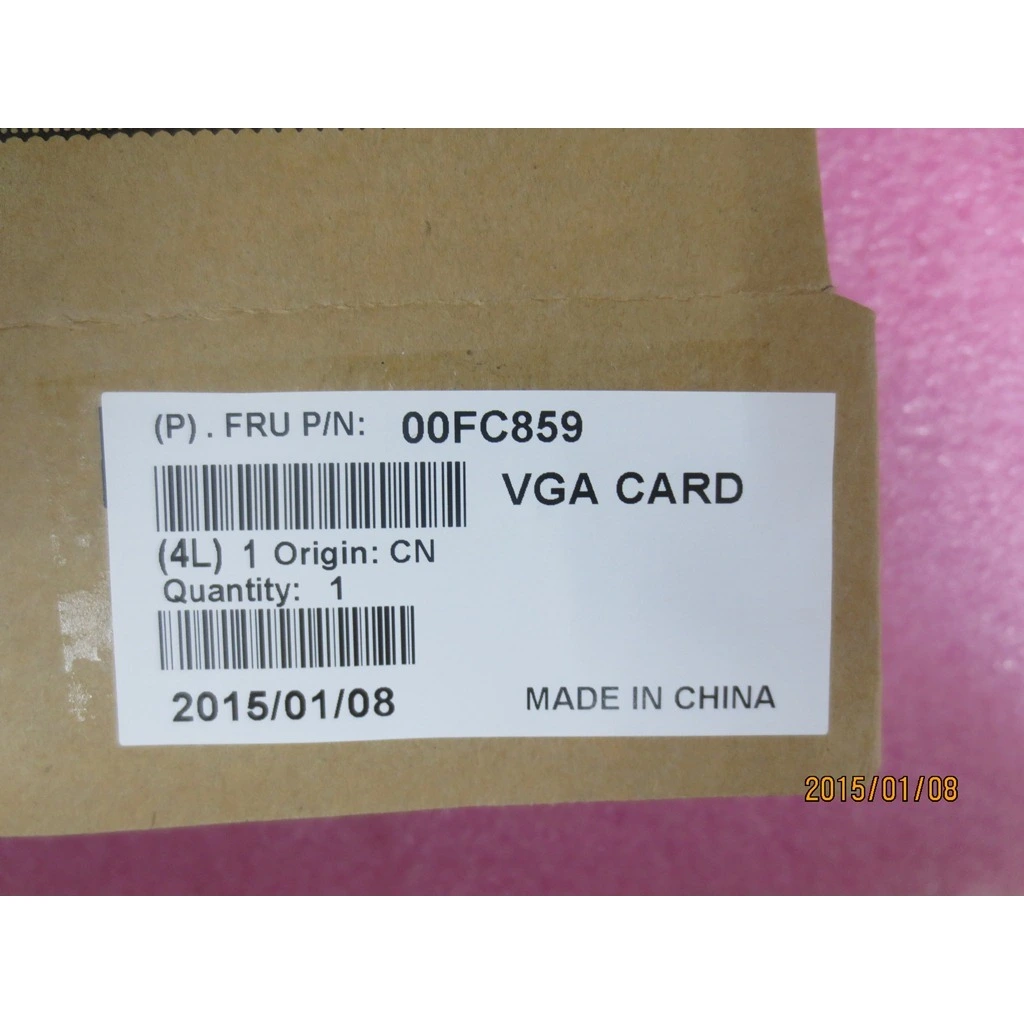 (P) . FRU P/N: 00FC859
VGA CARD
(4L) 1 Origin: CN
Quantity: 1
2015/01/08
MADE IN CHINA
2015/01/08